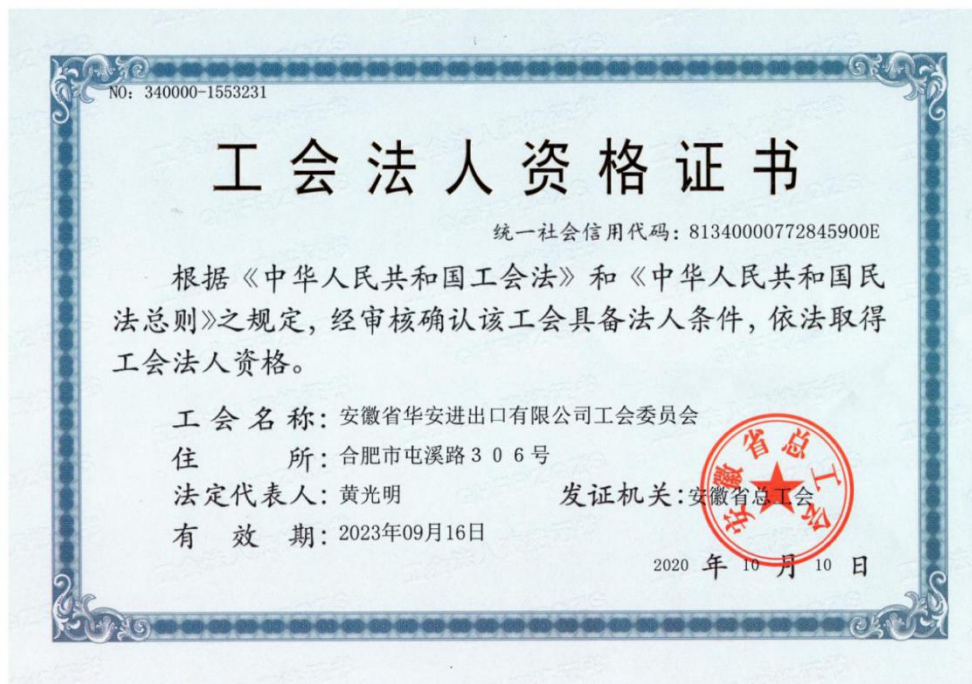 NO: 340000-1553231
工会法人资格证书
统一社会信用代码: 81340000772845900E
根据《中华人民共和国工会法》和《中华人民共和国民
法总则》之规定,经审核确认该工会具备法人条件,依法取得
工会法人资格。
工会名称: 安徽省华安进出口有限公司工会委员会
住所: 合肥市屯溪路306号
法定代表人: 黄光明 发证机关: 安徽省总工会
有效期: 2023年09月16日
2020 年 10 月 10 日
安徽省总工会